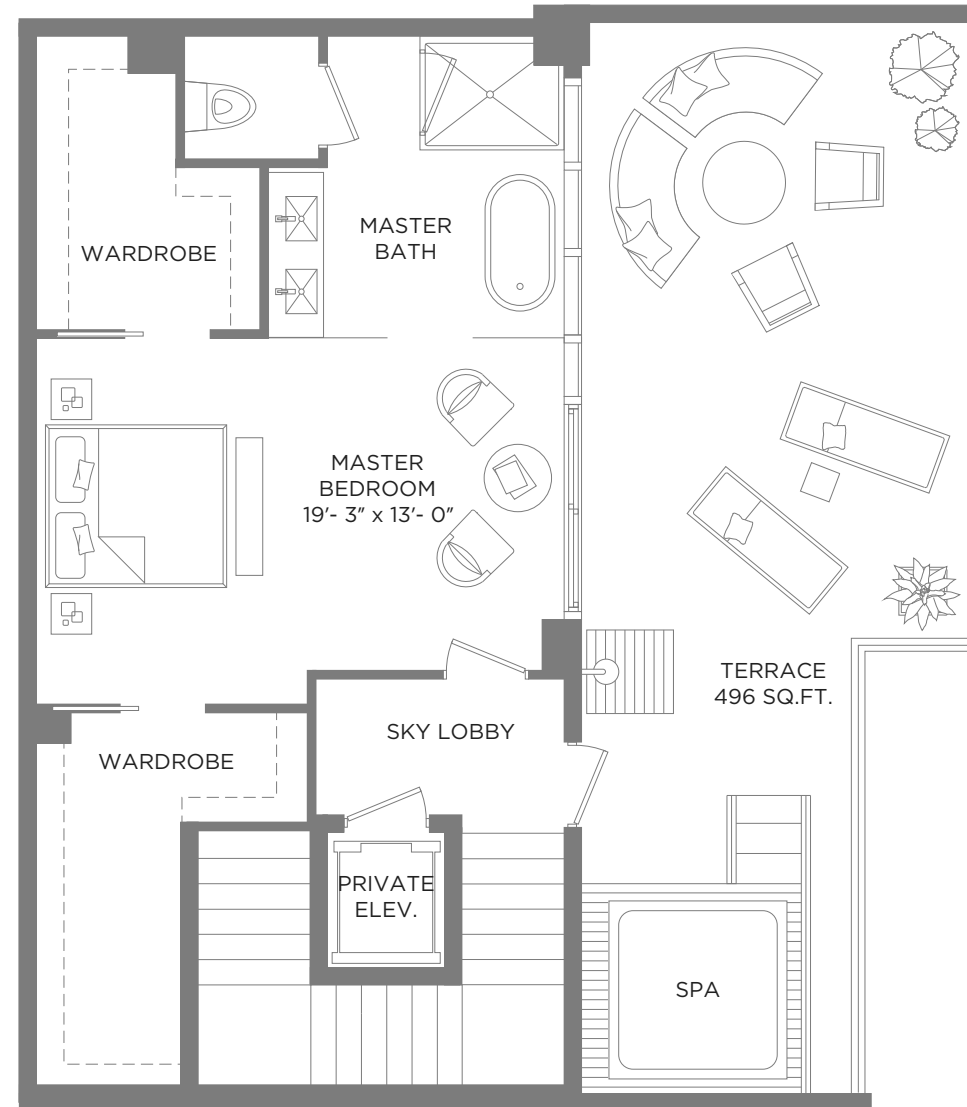 MASTER
BATH
WARDROBE
MASTER
BEDROOM
19'- 3" x 13'- 0"
TERRACE
496 SQ.FT.
SKY LOBBY
WARDROBE
PRIVATE
ELEV.
SPA